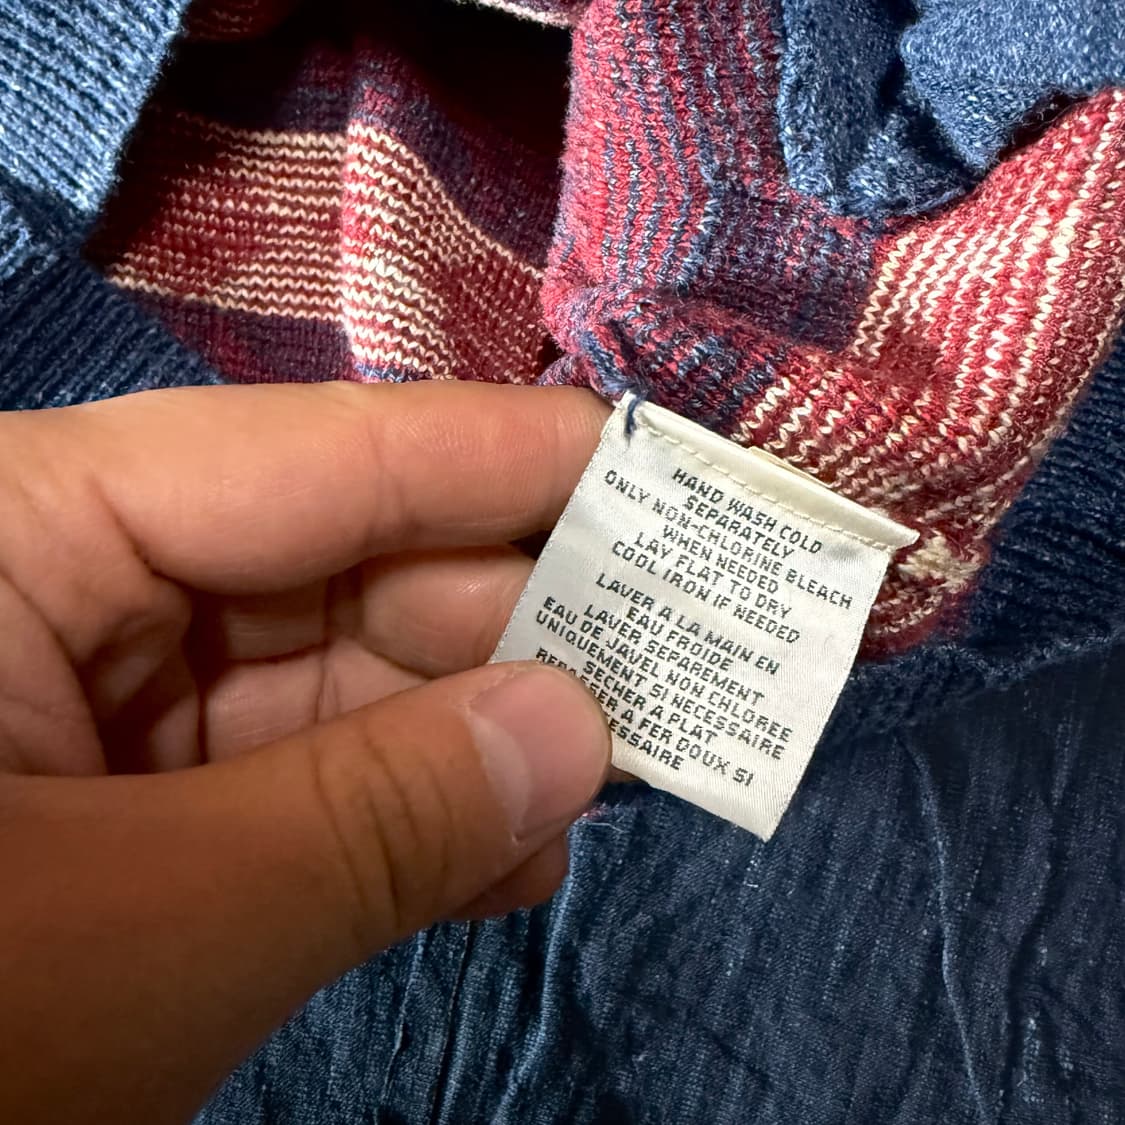 HAND WASH COLD
SEPARATELY
ONLY NON-CHLORINE BLEACH
WHEN NEEDED
LAY FLAT TO DRY
COOL IRON IF NEEDED
LAVER A LA MAIN EN
EAU FROIDE
LAVER SEPAREMENT
EAU DE JAVEL NON CHLOREE
UNIQUEMENT SI NECESSAIRE
SECHER A PLAT
A FER DOUX SI